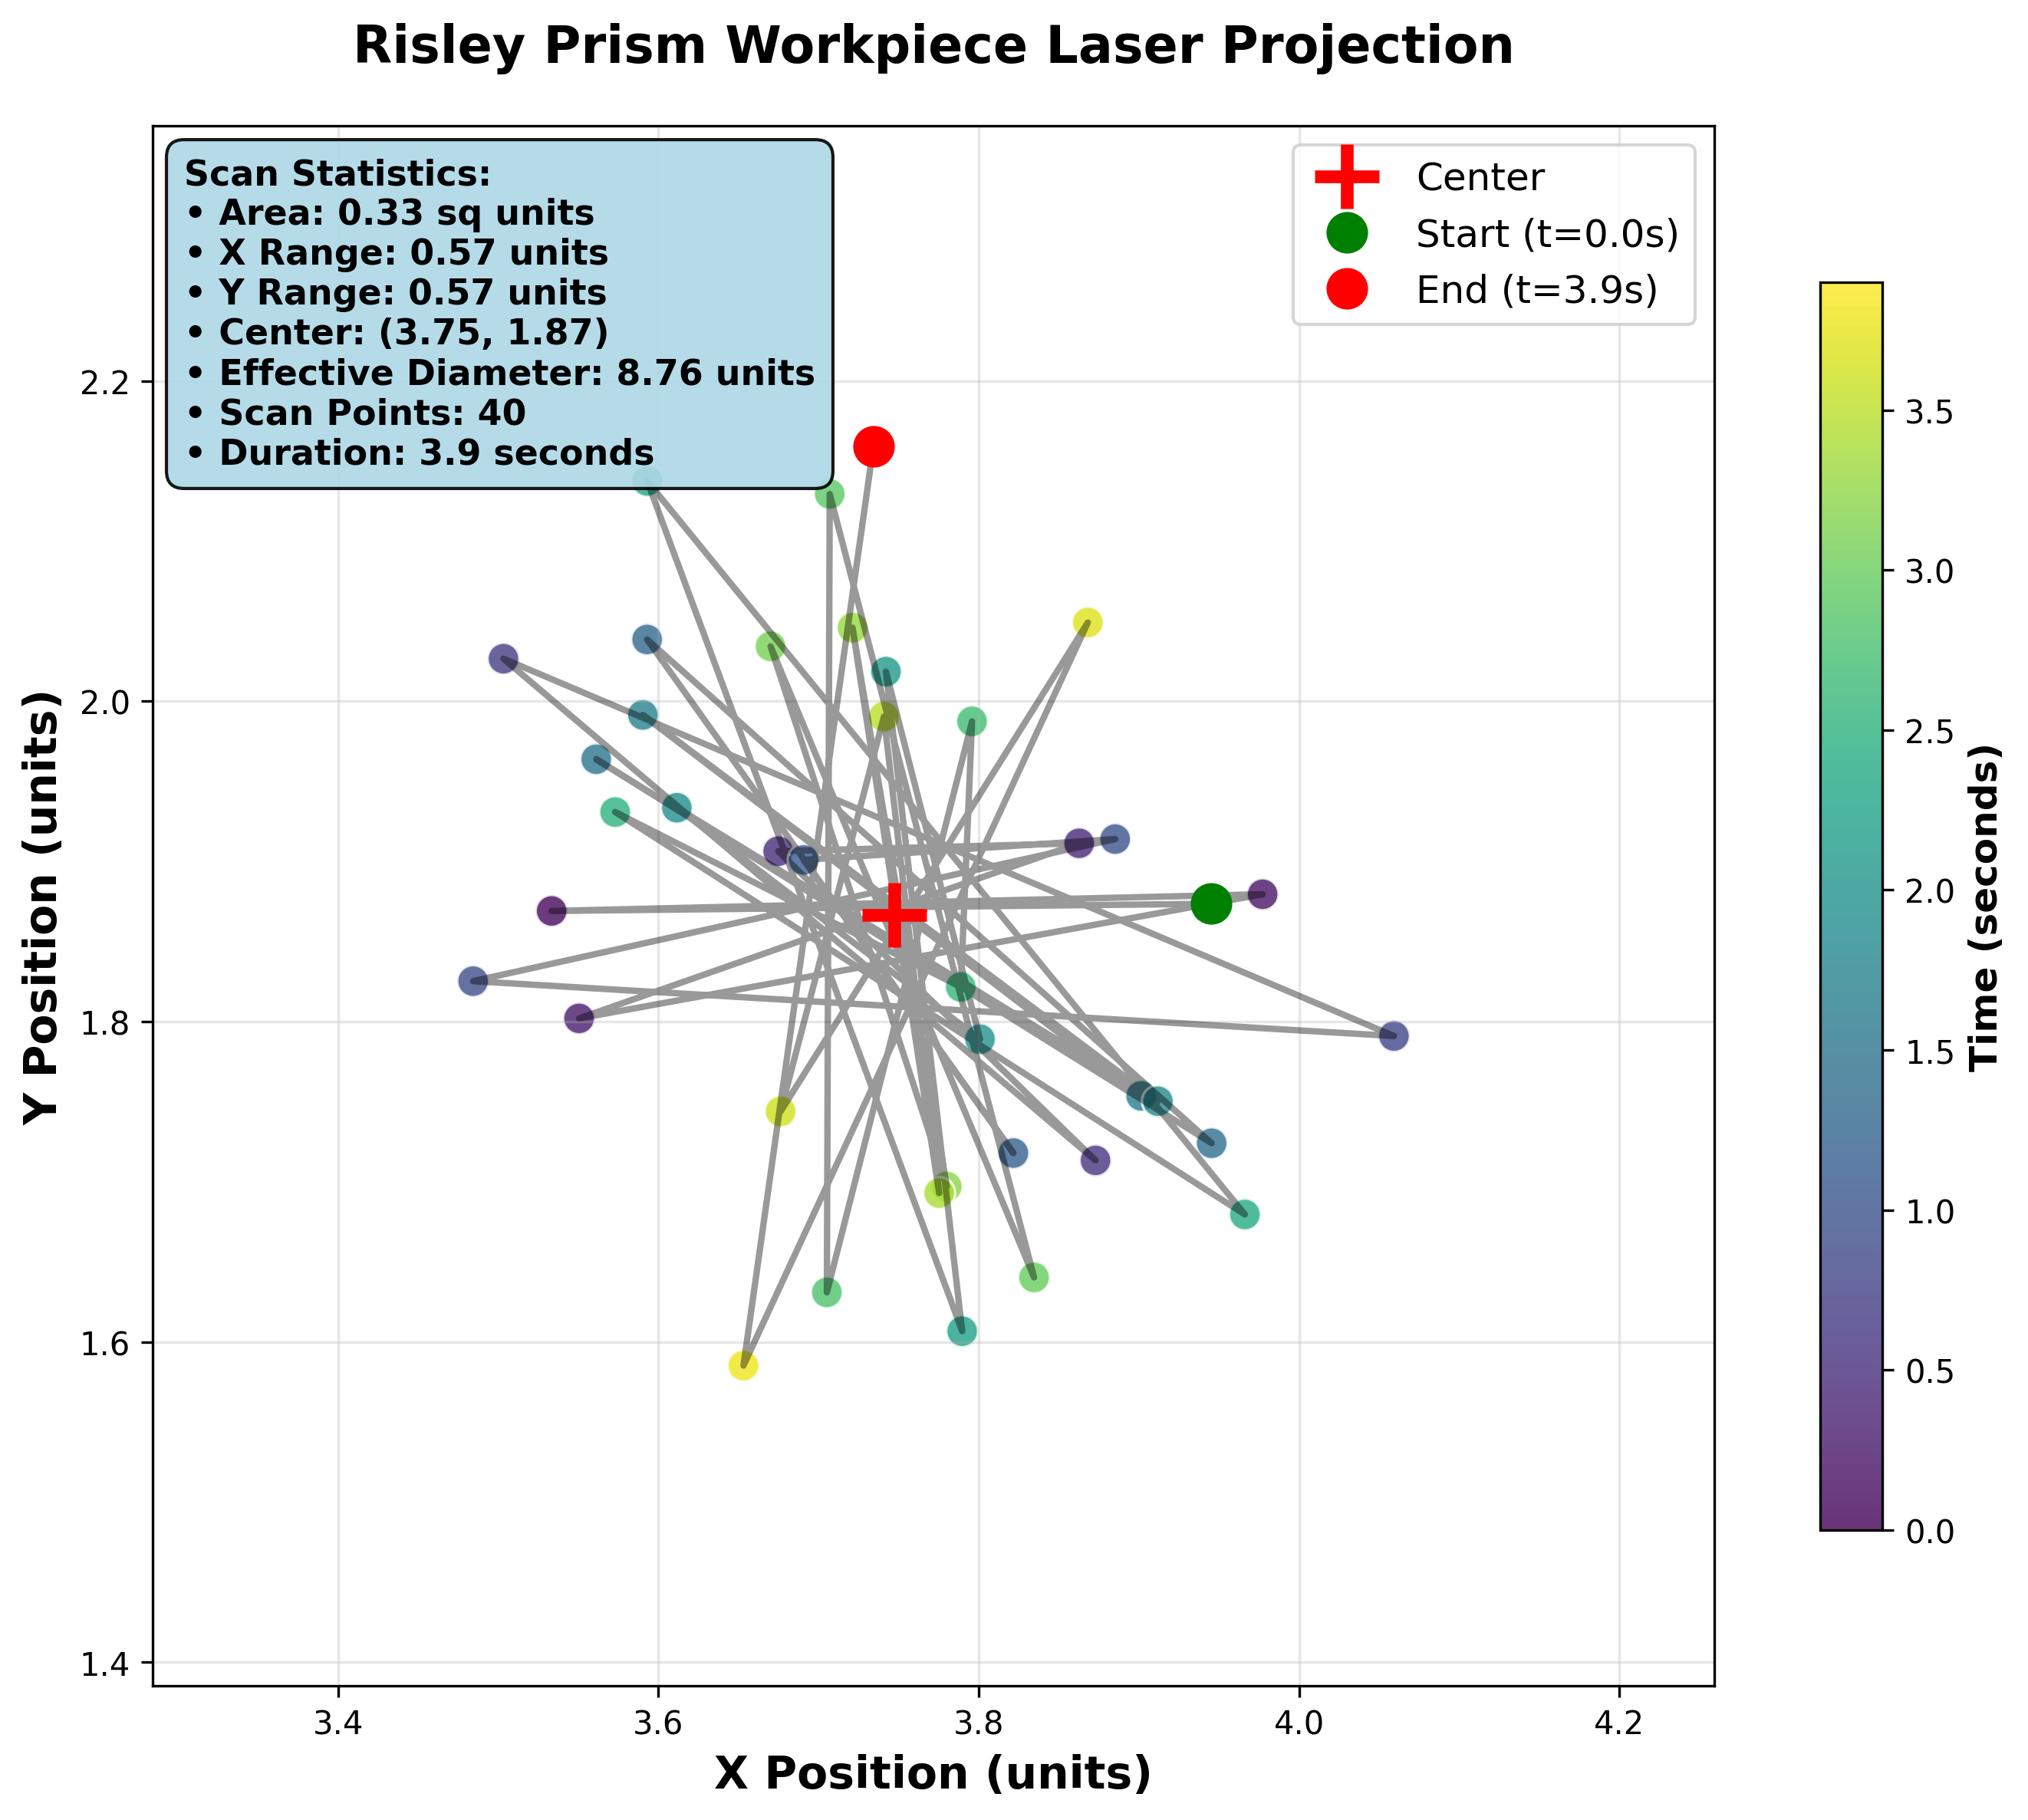 Risley Prism Workpiece Laser Projection
Scan Statistics:
• Area: 0.33 sq units
• X Range: 0.57 units
• Y Range: 0.57 units
• Center: (3.75, 1.87)
• Effective Diameter: 8.76 units
• Scan Points: 40
• Duration: 3.9 seconds
Center
Start (t=0.0s)
End (t=3.9s)
Y Position (units)
2.2
2.0
1.8
1.6
1.4
3.4
3.6
3.8
4.0
4.2
X Position (units)
3.5
3.0
2.5
2.0
1.5
1.0
0.5
0.0
Time (seconds)